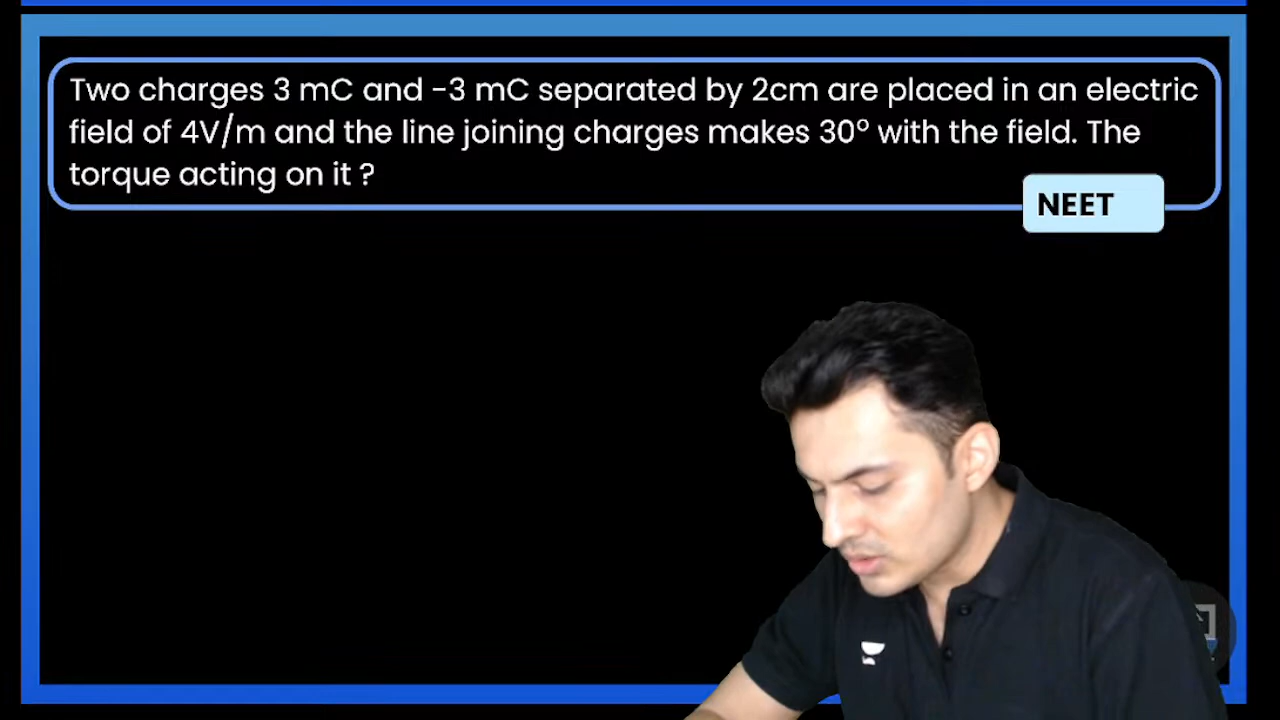 Two charges 3 mC and -3 mC separated by 2cm are placed in an electric
field of 4V/m and the line joining charges makes 30° with the field. The
torque acting on it ?
NEET